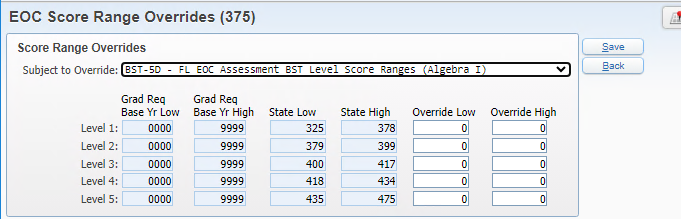 EOC Score Range Overrides (375)
Score Range Overrides
Save
Subject to Override: BST-5D - FL EOC Assessment BST Level Score Ranges (Algebra I)
Back
Grad Req Grad Req
Base Yr Low Base Yr High State Low State High Override Low Override High
Level 1: 0000 9999 325 378 0 0
Level 2: 0000 9999 379 399 0 0
Level 3: 0000 9999 400 417 0 0
Level 4: 0000 9999 418 434 0 0
Level 5: 0000 9999 435 475 0 0